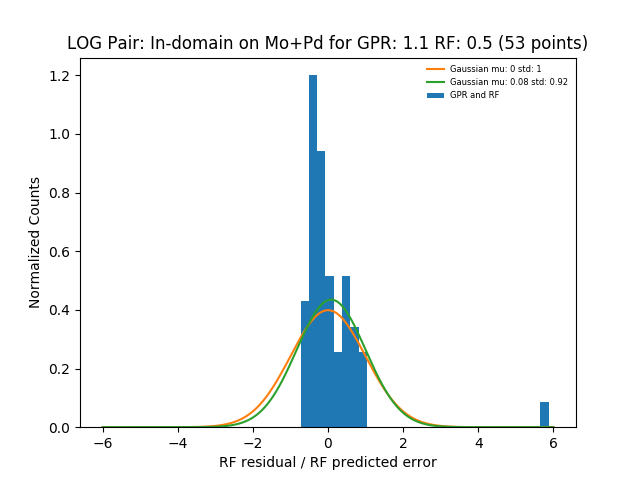 LOG Pair: In-domain on Mo+Pd for GPR: 1.1 RF: 0.5 (53 points)
Gaussian mu: 0 std: 1
Gaussian mu: 0.08 std: 0.92
GPR and RF
Normalized Counts
1.2
1.0
0.8
0.6
0.4
0.2
0.0
−6 −4 −2 0 2 4 6
RF residual / RF predicted error